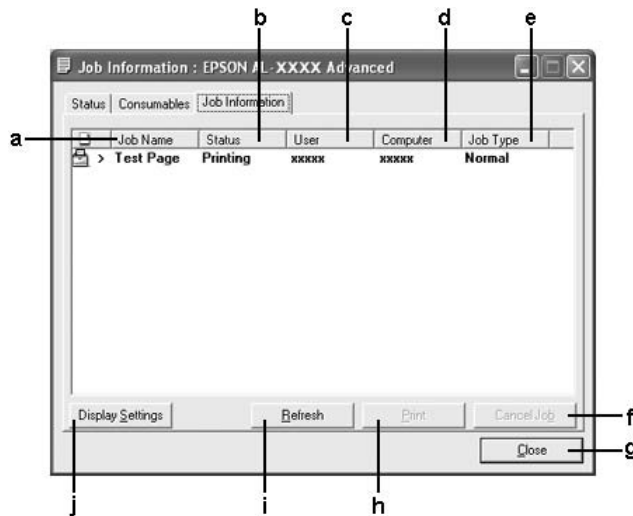 b c d e
Job Information : EPSON AL-XXXX Advanced
Status Consumables Job Information
a Job Name Status User Computer Job Type
> Test Page Printing xxxxx xxxxx Normal
Display Settings Refresh Print Cancel Job f
Close g
j i h